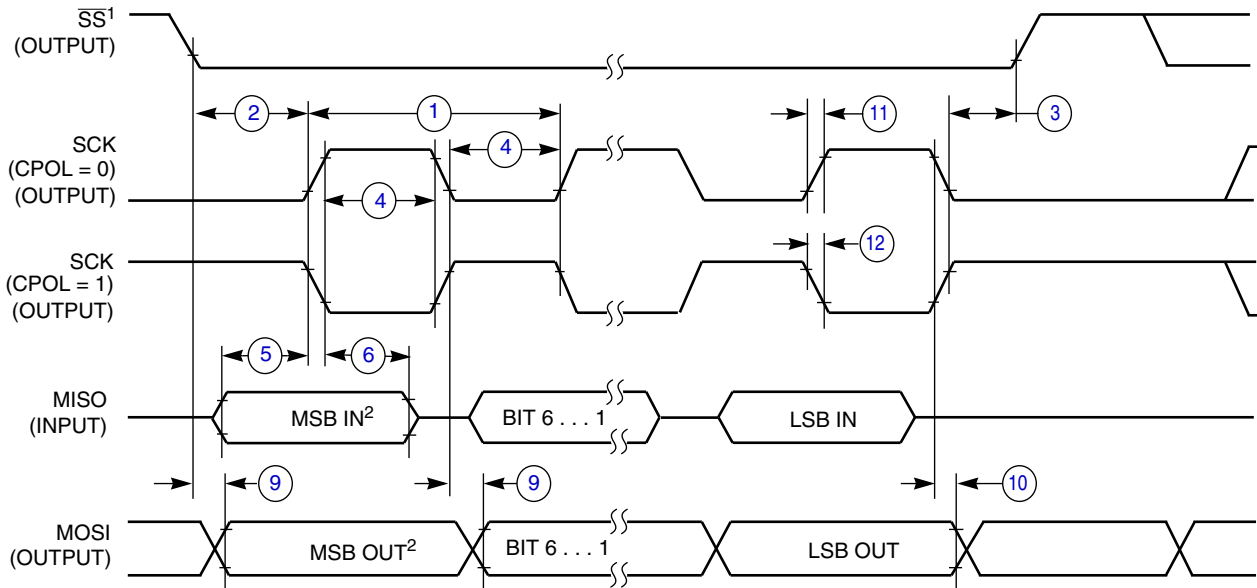 SS¹
(OUTPUT)
2
1
11
3
SCK
(CPOL = 0)
(OUTPUT)
4
4
SCK
(CPOL = 1)
(OUTPUT)
12
5
6
MISO
(INPUT)
MSB IN²
BIT 6 . . . 1
LSB IN
9
9
10
MOSI
(OUTPUT)
MSB OUT²
BIT 6 . . . 1
LSB OUT